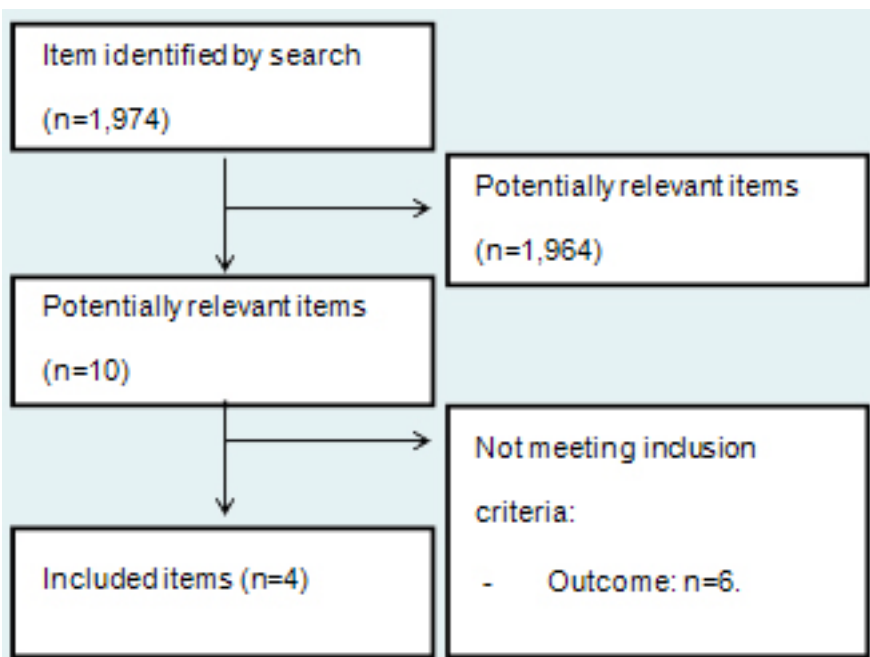 Item identified by search
(n=1,974)
Potentially relevant items
(n=1,964)
Potentially relevant items
(n=10)
Not meeting inclusion
criteria:
- Outcome: n=6.
Included items (n=4)